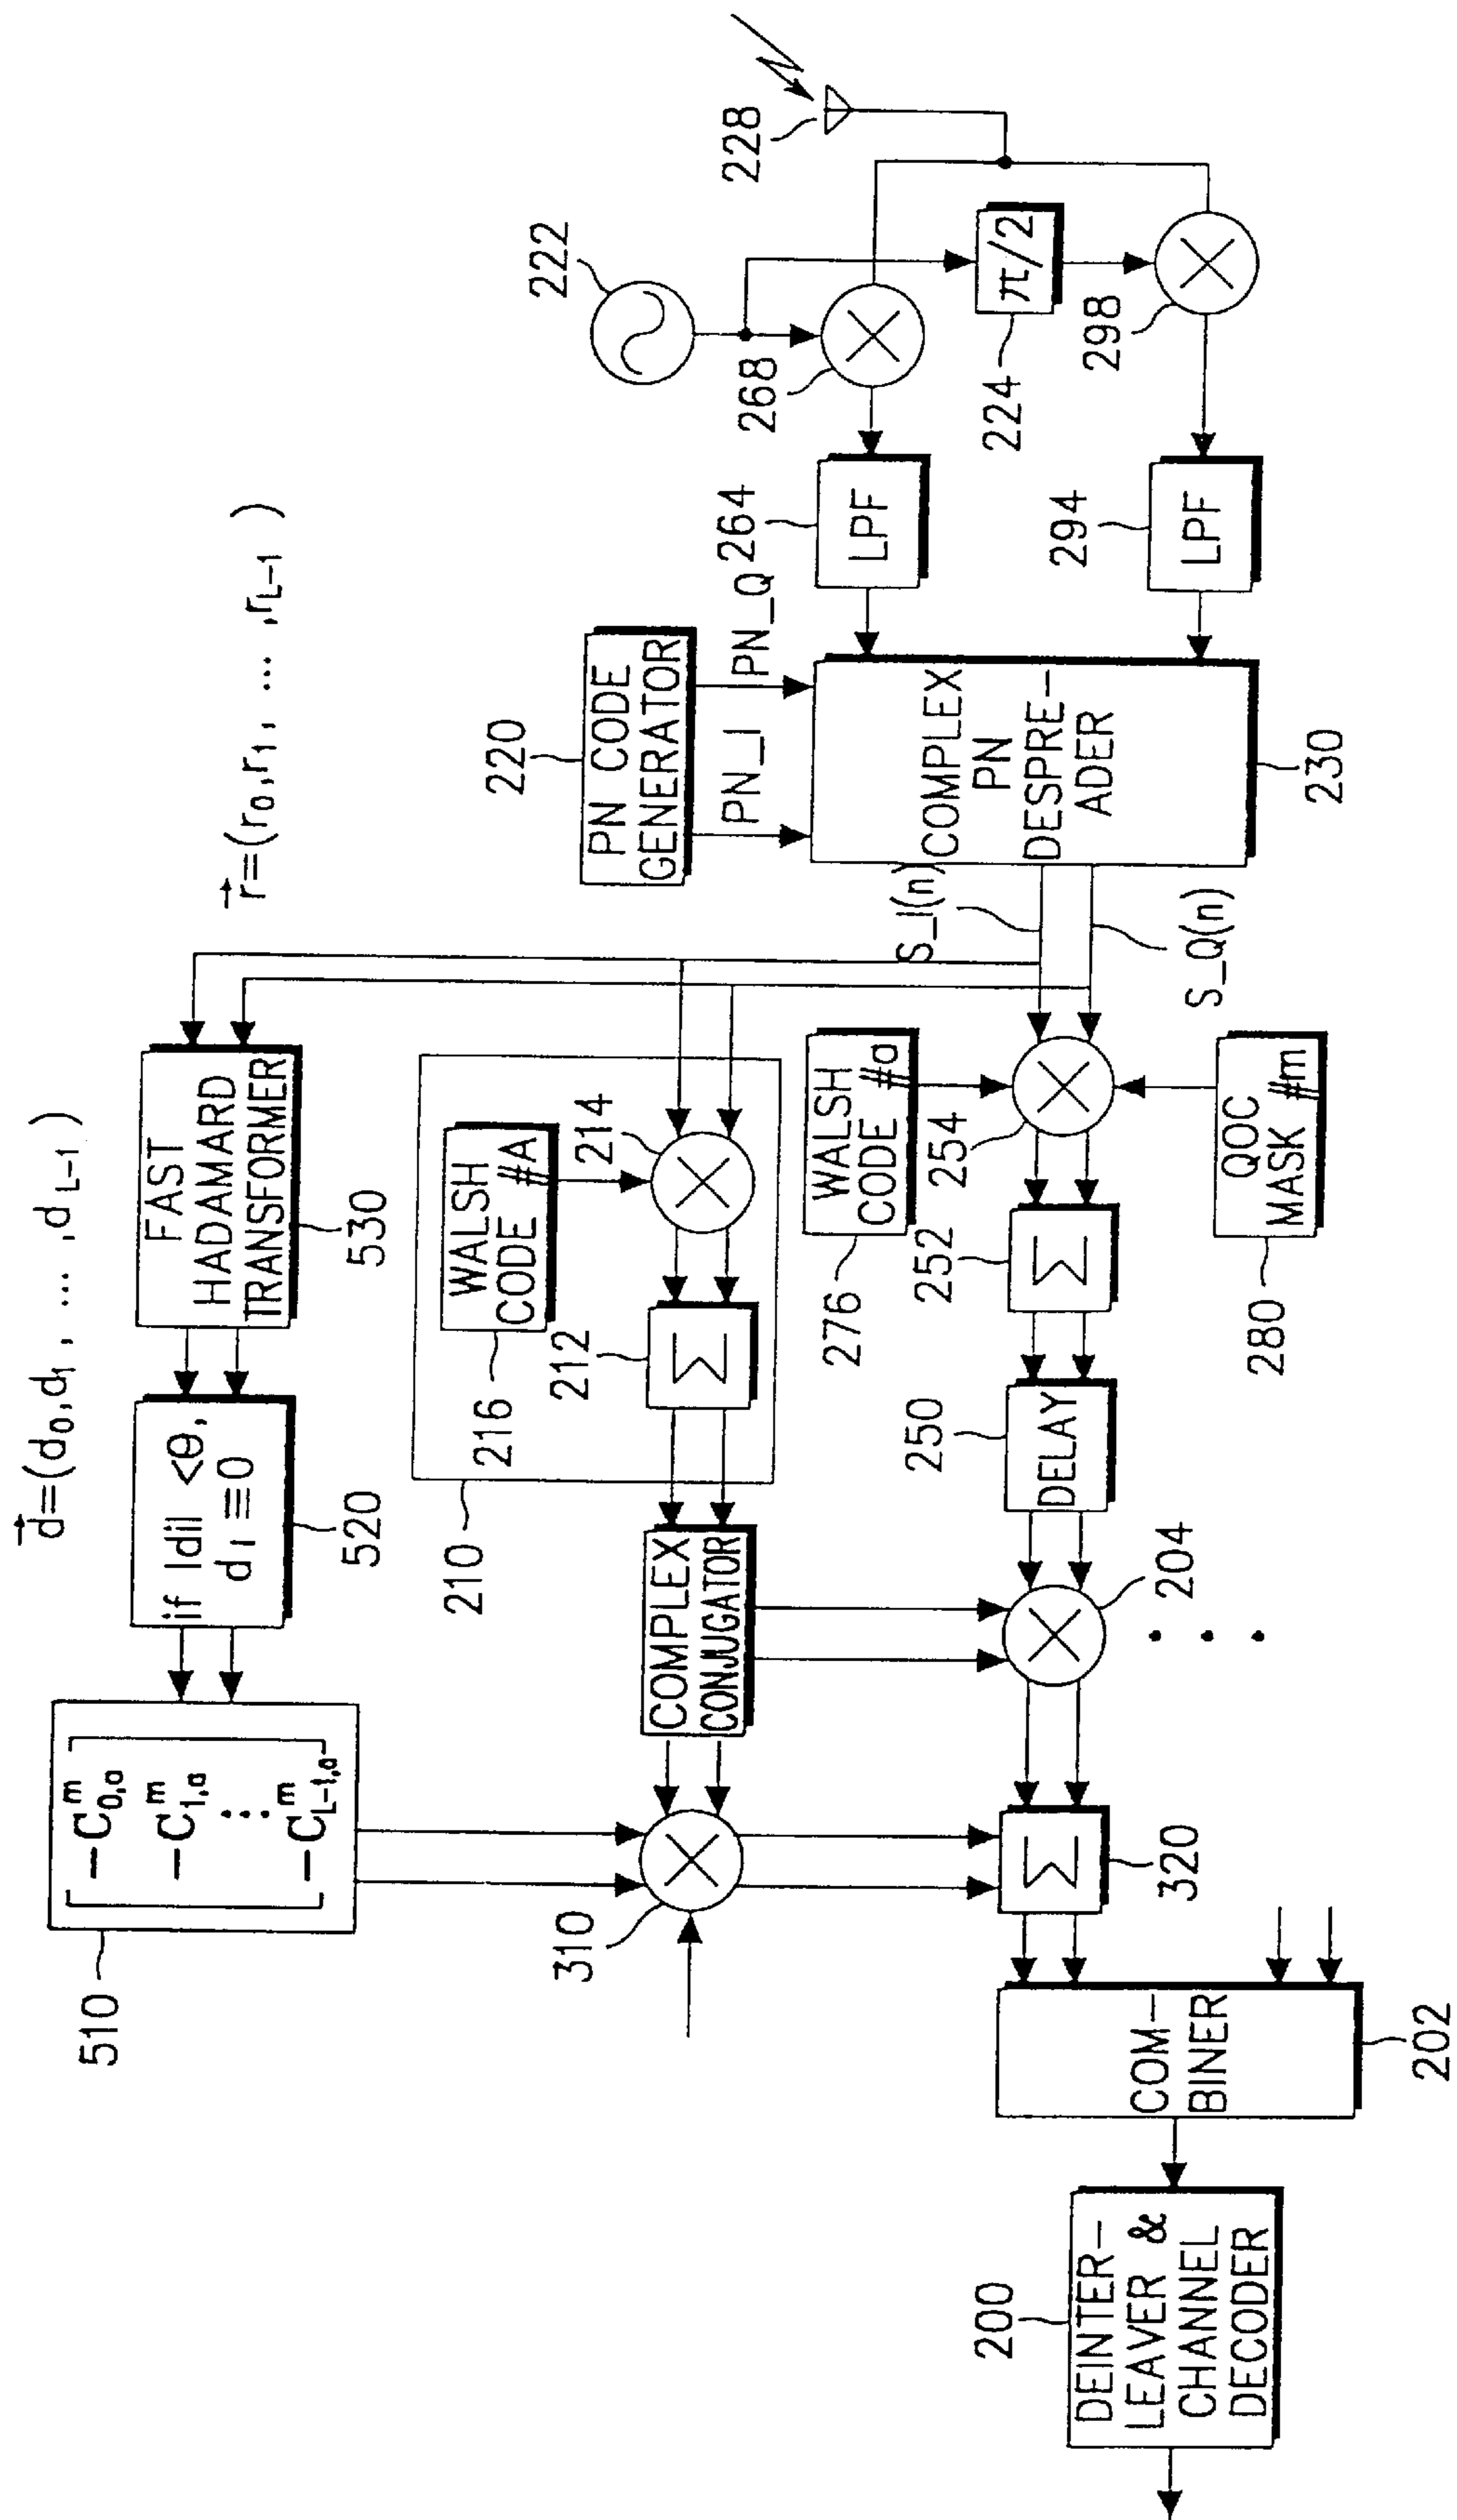 d=(d0,d1, ... ,d L-1 )
r=(r0,r1, ... ,rL-1 )
510
-C^m_0,a
-C^m_1,a
⋮
-C^m_L-1,a
if |di| <θ,
di ≡0
520
FAST
HADAMARD
TRANSFORMER
530
310
COMPLEX
CONJUGATOR
210
216
WALSH
CODE #A
212
Σ
214
220
PN CODE
GENERATOR
PN_I
PN_Q
222
228
268
264
LPF
224
π/2
298
294
LPF
COMPLEX
PN
DESPRE-
ADER
230
S_I(n)
S_Q(n)
276
WALSH
CODE #a
254
252
Σ
QOC
MASK #m
280
250
DELAY
204
Σ
320
COM-
BINER
202
200
DEINTER-
LEAVER &
CHANNEL
DECODER